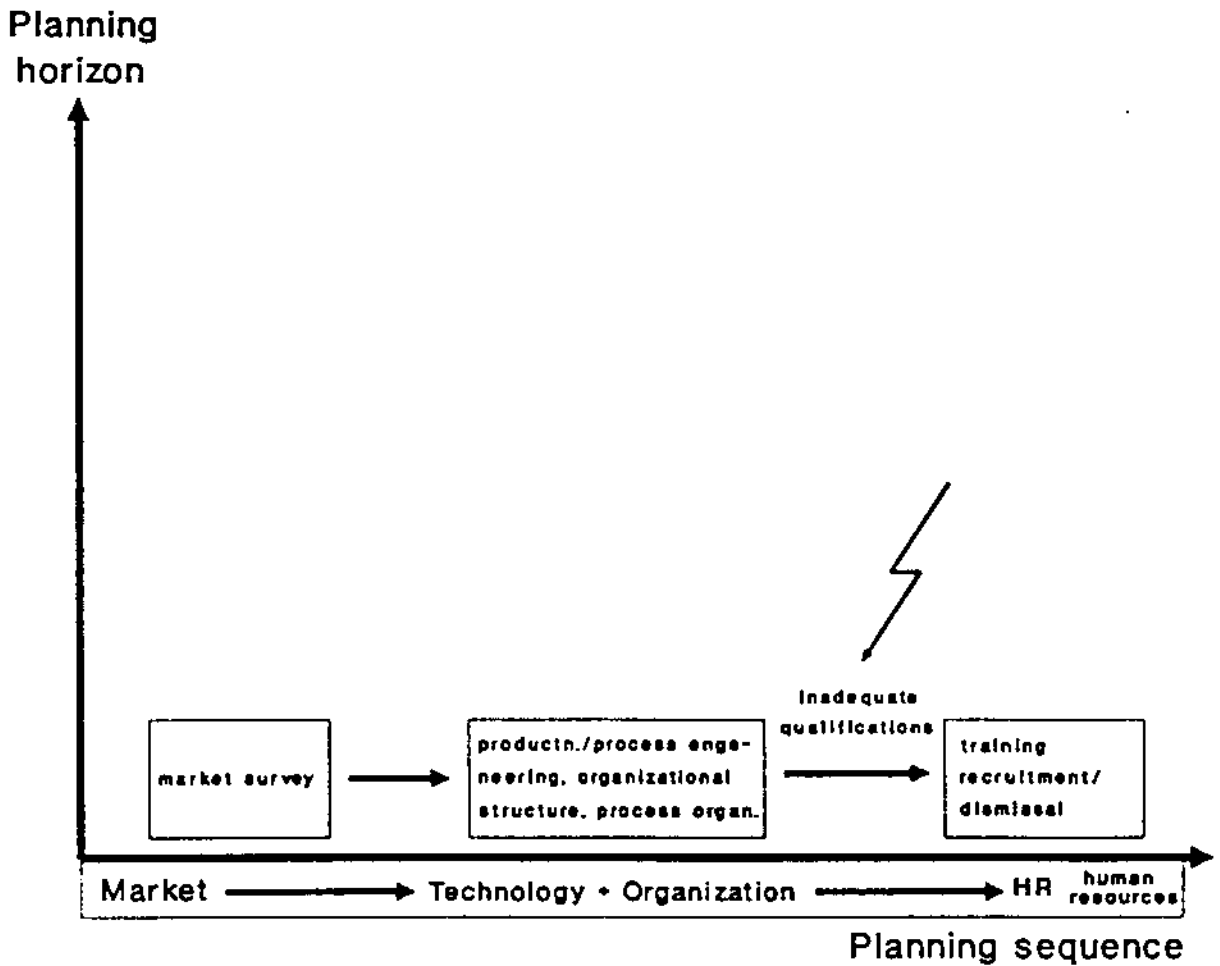 Planning
horizon
Inadequate
qualifications
market survey
productn./process enge-
neering, organizational
structure, process organ.
training
recruitment/
dismissal
Market
Technology + Organization
HR
human
resources
Planning sequence